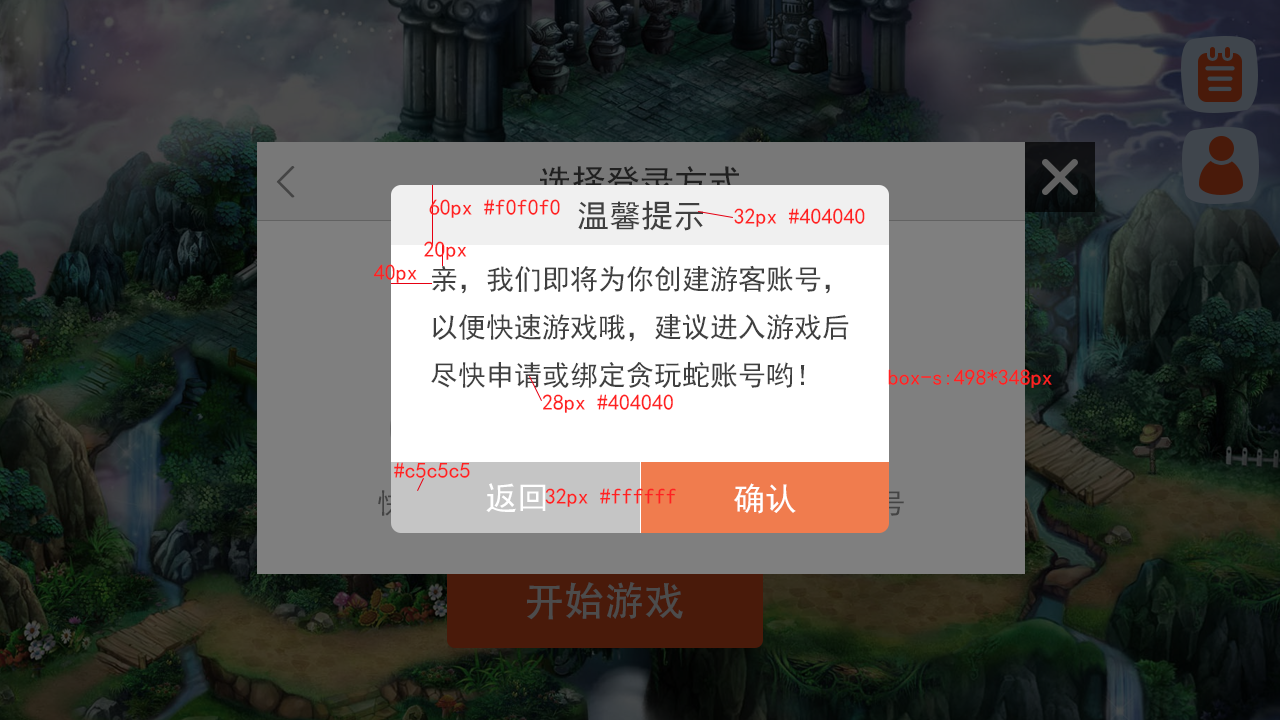 选择登录方式
60px #f0f0f0
温馨提示
32px #404040
20px
40px
亲，我们即将为你创建游客账号，
以便快速游戏哦，建议进入游戏后
尽快申请或绑定贪玩蛇账号哟！
box-s:498*348px
28px #404040
#c5c5c5
返回
32px #ffffff
确认
号
开始游戏